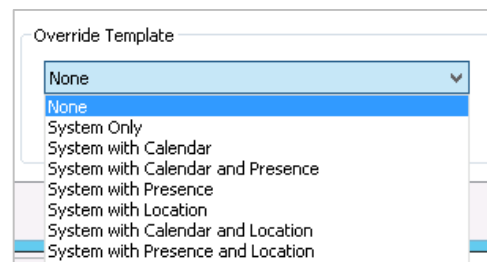 Override Template
None
None
System Only
System with Calendar
System with Calendar and Presence
System with Presence
System with Location
System with Calendar and Location
System with Presence and Location